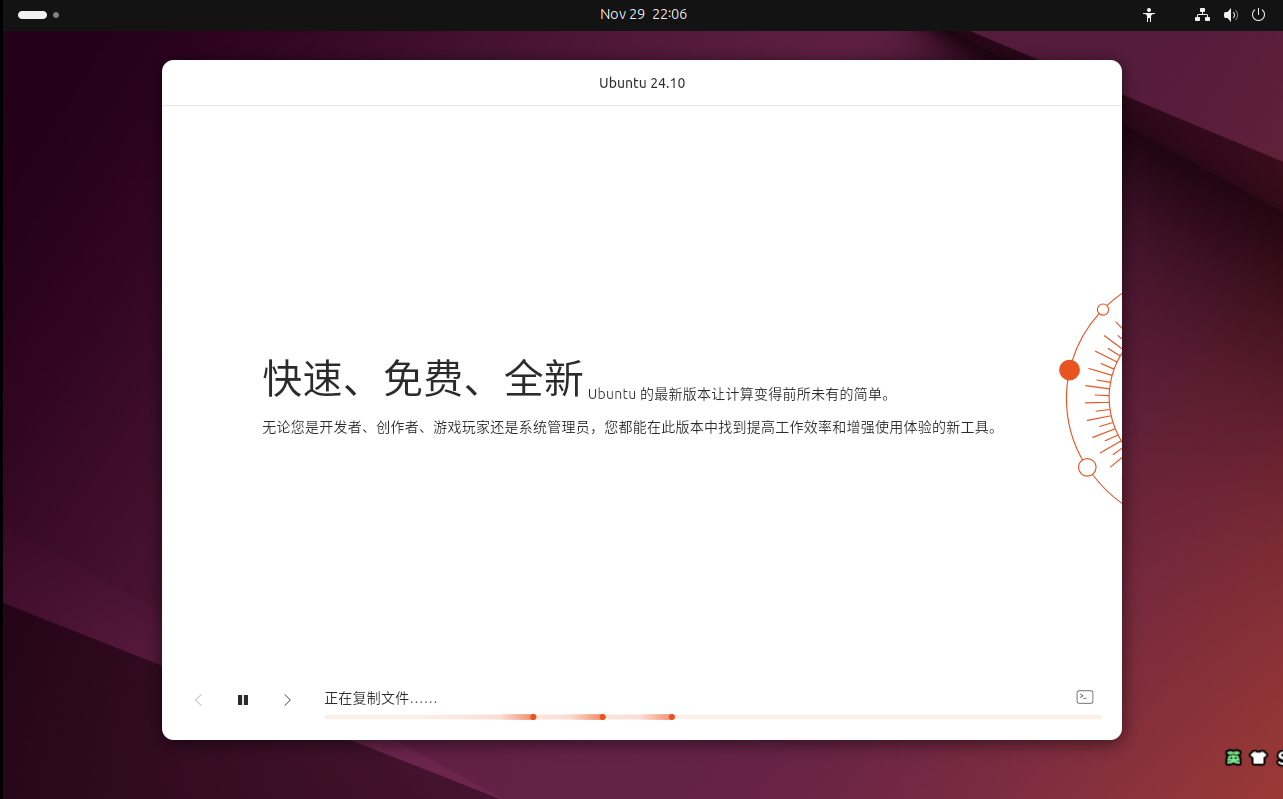 Nov 29 22:06
Ubuntu 24.10
快速、免费、全新 Ubuntu 的最新版本让计算变得前所未有的简单。
无论您是开发者、创作者、游戏玩家还是系统管理员，您都能在此版本中找到提高工作效率和增强使用体验的新工具。
正在复制文件……
英